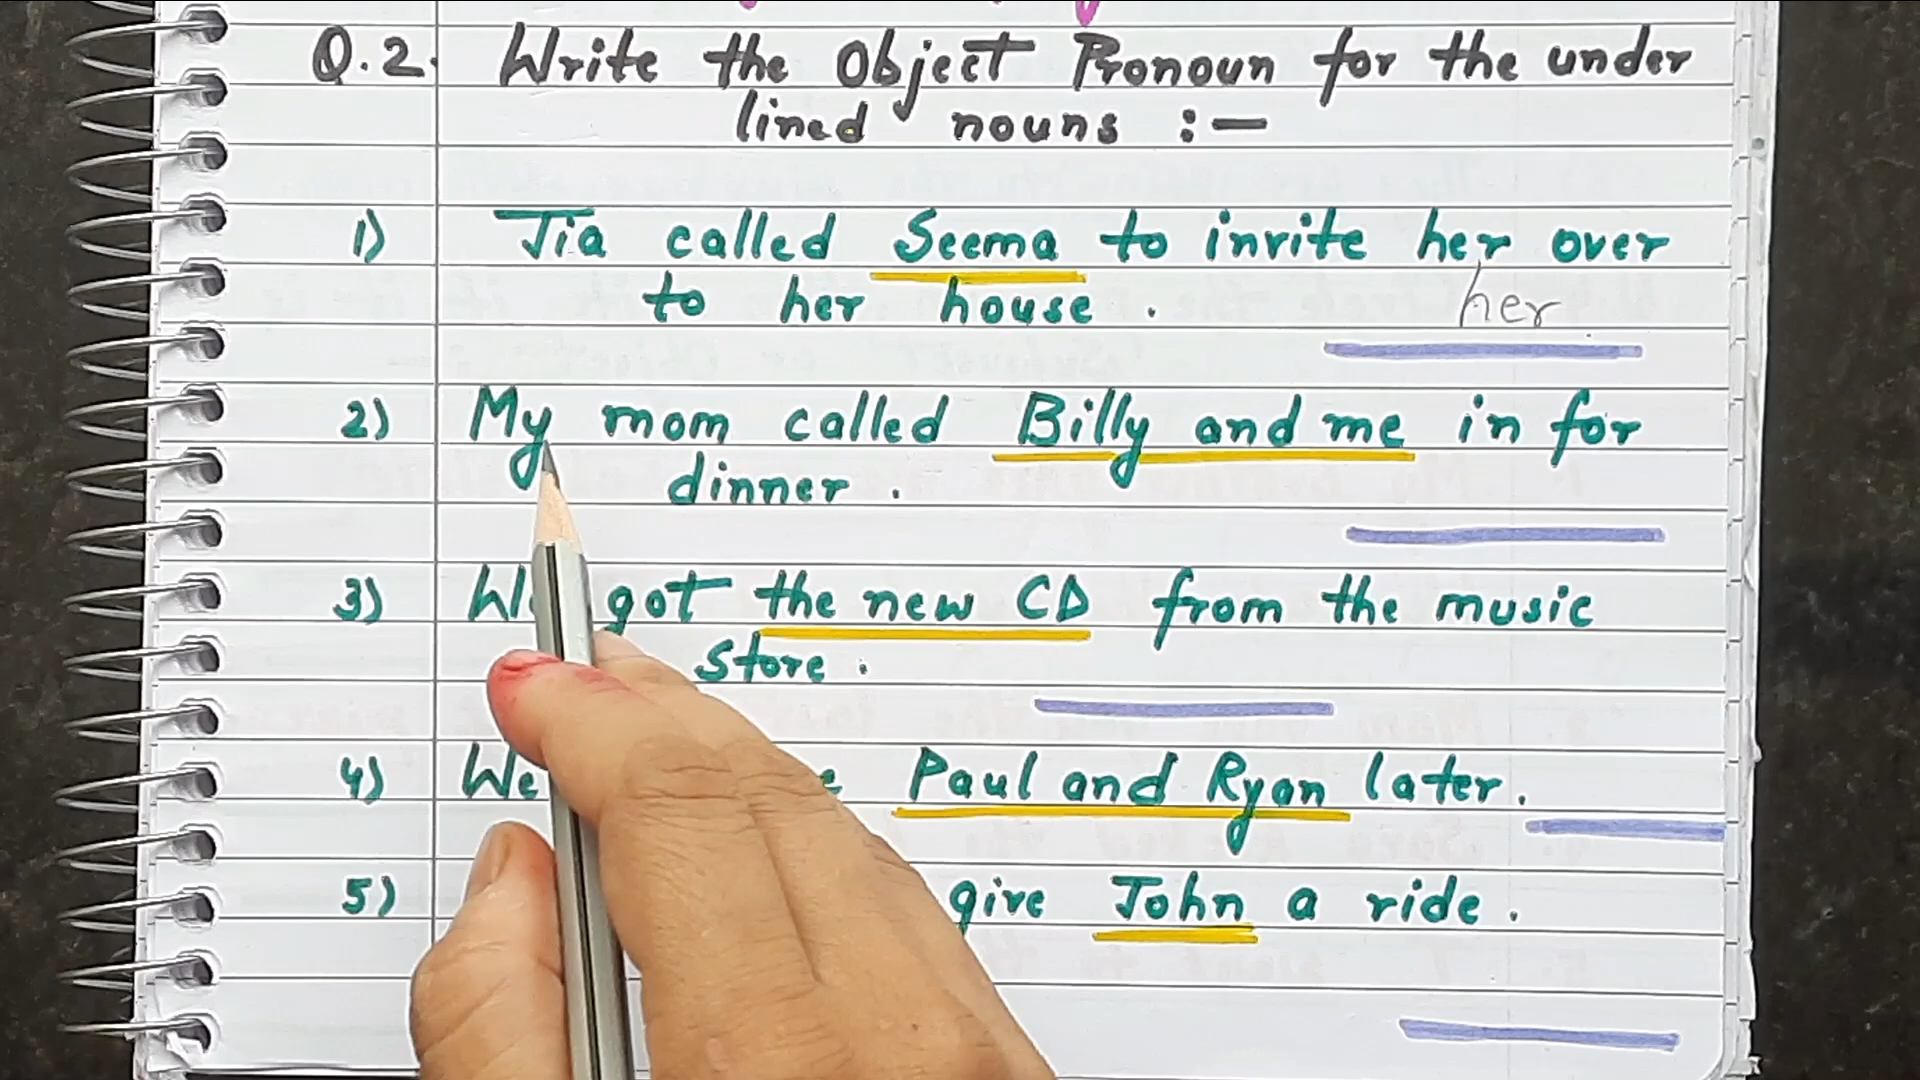 Q.2. Write the Object Pronoun for the under
lined nouns :—
1) Jia called Seema to invite her over
to her house .
her
2) My mom called Billy and me in for
dinner .
3) got the new CD from the music
store .
4) We Paul and Ryan later.
5) give John a ride .